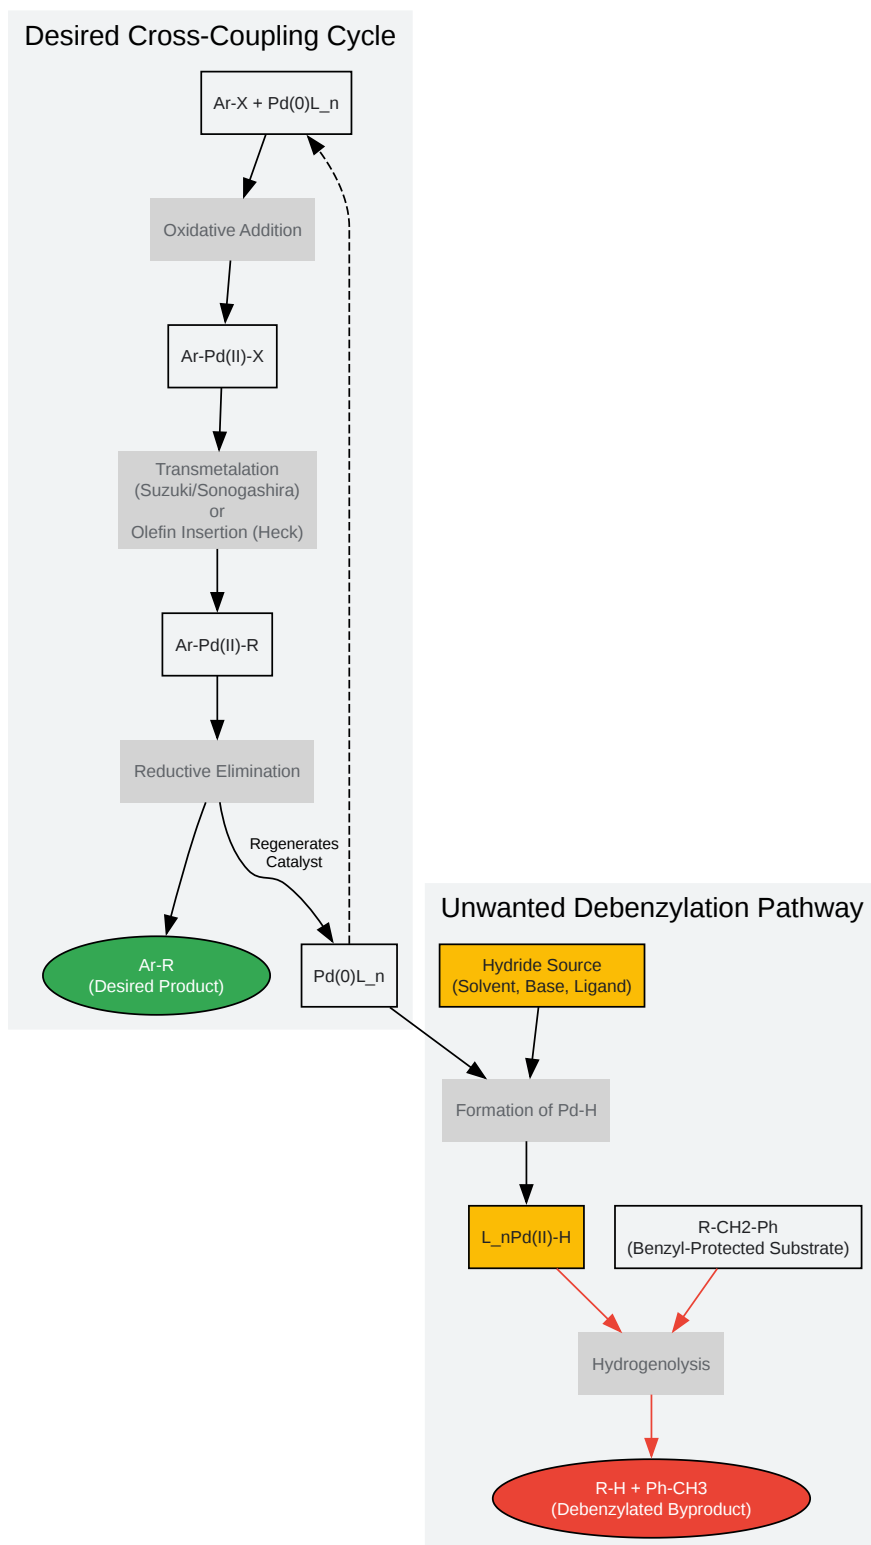 Desired Cross-Coupling Cycle
Ar-X + Pd(0)L_n
Oxidative Addition
Ar-Pd(II)-X
Transmetalation
(Suzuki/Sonogashira)
or
Olefin Insertion (Heck)
Ar-Pd(II)-R
Reductive Elimination
Regenerates
Catalyst
Ar-R
(Desired Product)
Pd(0)L_n
Unwanted Debenzylation Pathway
Hydride Source
(Solvent, Base, Ligand)
Formation of Pd-H
L_nPd(II)-H
R-CH2-Ph
(Benzyl-Protected Substrate)
Hydrogenolysis
R-H + Ph-CH3
(Debenzylated Byproduct)